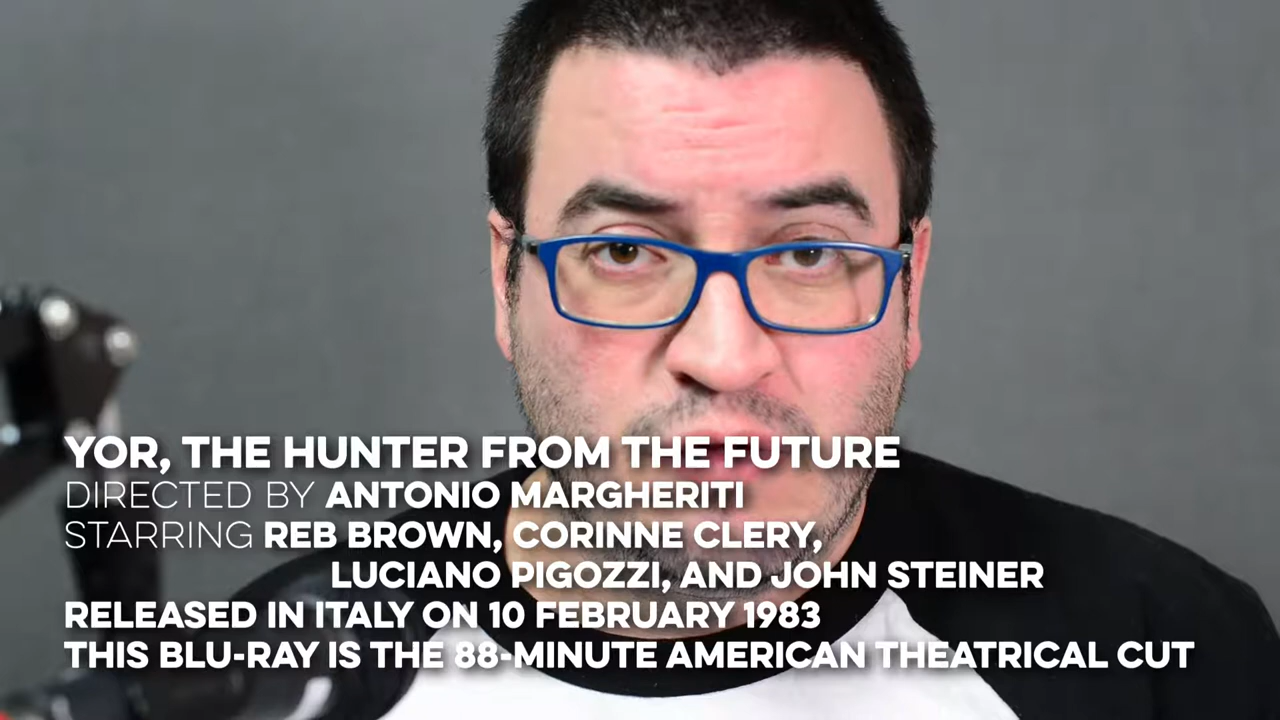 YOR, THE HUNTER FROM THE FUTURE
DIRECTED BY ANTONIO MARGHERITI
STARRING REB BROWN, CORINNE CLERY,
LUCIANO PIGOZZI, AND JOHN STEINER
RELEASED IN ITALY ON 10 FEBRUARY 1983
THIS BLU-RAY IS THE 88-MINUTE AMERICAN THEATRICAL CUT